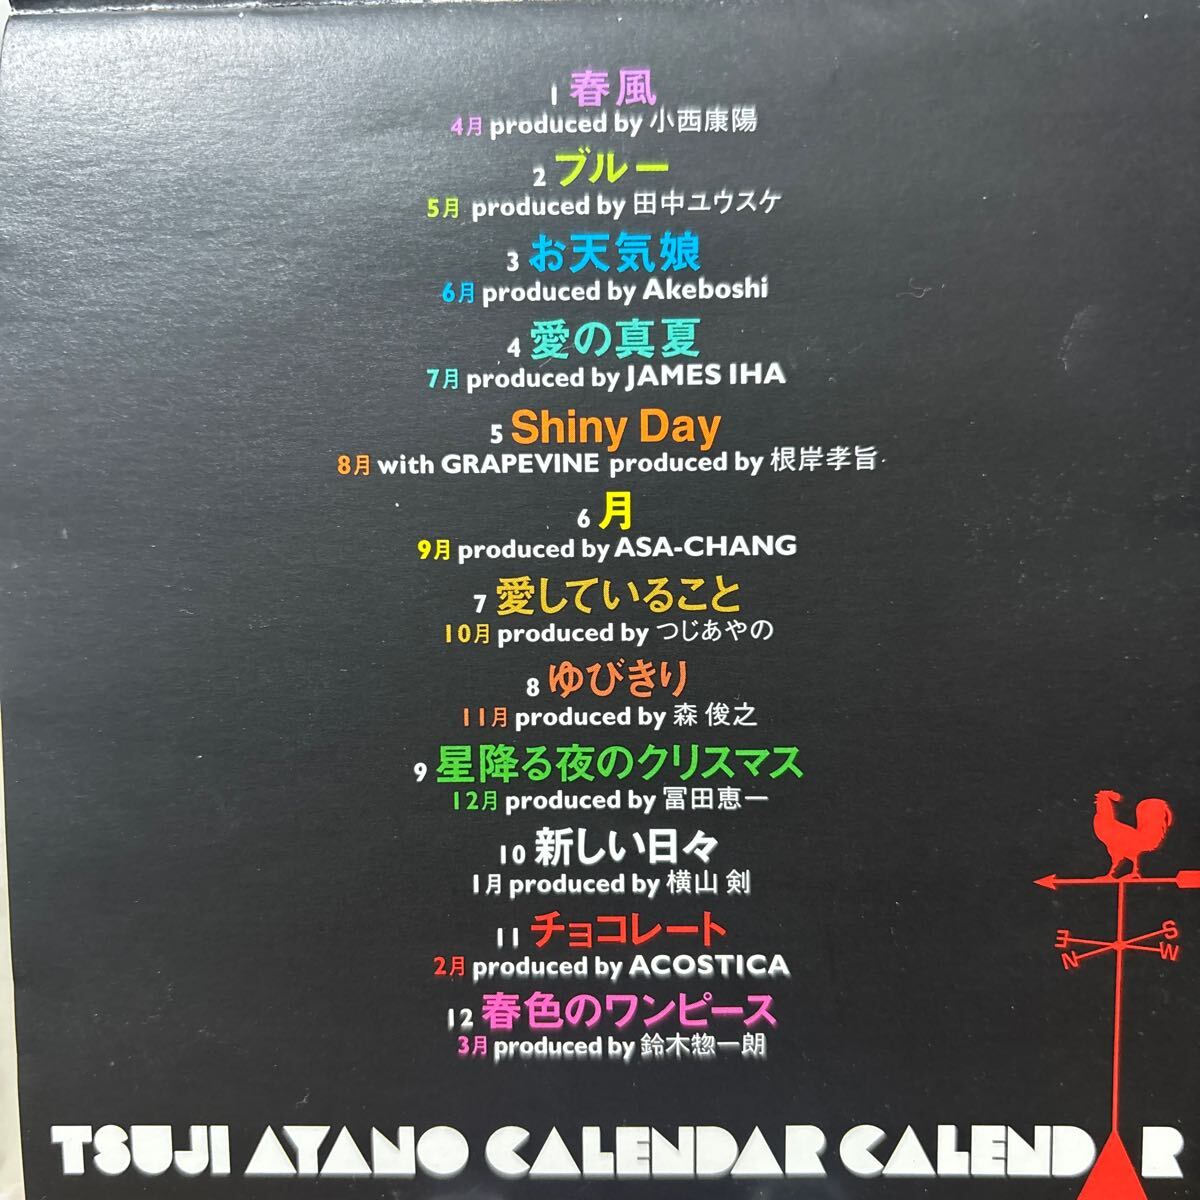 1 春風
4月 produced by 小西康陽
2 ブルー
5月 produced by 田中ユウスケ
3 お天気娘
6月 produced by Akeboshi
4 愛の真夏
7月 produced by JAMES IHA
5 Shiny Day
8月 with GRAPEVINE produced by 根岸孝旨
6 月
9月 produced by ASA-CHANG
7 愛していること
10月 produced by つじあやの
8 ゆびきり
11月 produced by 森 俊之
9 星降る夜のクリスマス
12月 produced by 冨田恵一
10 新しい日々
1月 produced by 横山 剣
11 チョコレート
2月 produced by ACOSTICA
12 春色のワンピース
3月 produced by 鈴木惣一朗
E S
N W
TSUJI AYANO CALENDAR CALENDAR